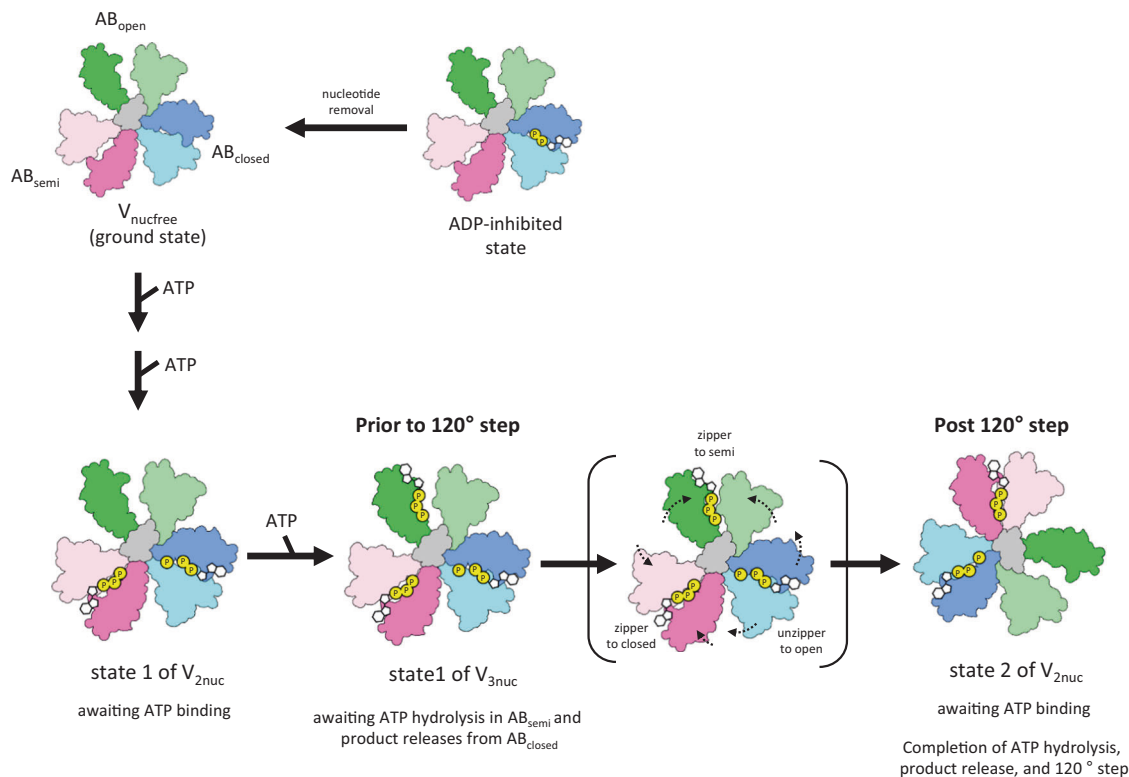 AB_open
nucleotide
removal
AB_closed
AB_semi
V_nucfree
(ground state)
ADP-inhibited
state
P
P
ATP
ATP
Prior to 120° step
zipper
to semi
Post 120° step
ATP
P P P
P P P
P P P
P P P
P P P
P P P
P P P
P P P
P P P
P P P
zipper
to closed
unzipper
to open
state 1 of V_2nuc
state1 of V_3nuc
state 2 of V_2nuc
awaiting ATP binding
awaiting ATP hydrolysis in AB_semi and
product releases from AB_closed
awaiting ATP binding
Completion of ATP hydrolysis,
product release, and 120 ° step